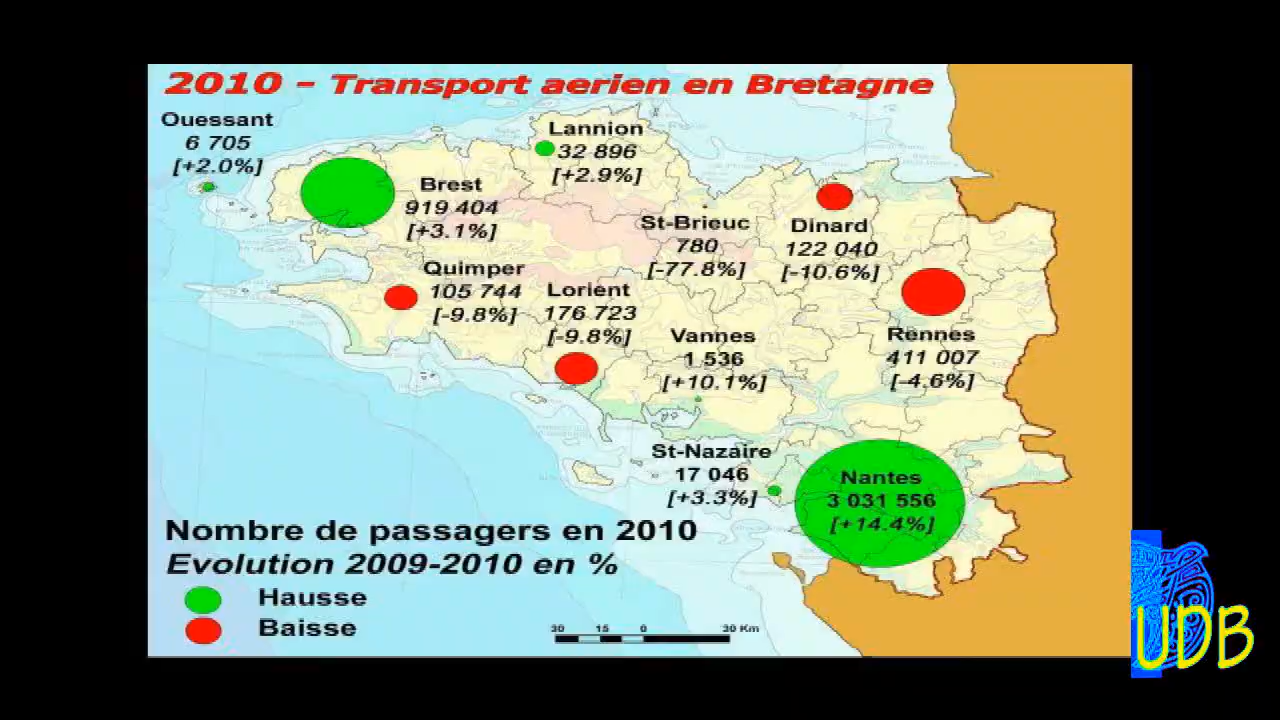 2010 – Transport aerien en Bretagne
Ouessant
6 705
[+2.0%]
Lannion
32 896
[+2.9%]
Brest
919 404
[+3.1%]
St-Brieuc
780
[-77.8%]
Dinard
122 040
[-10.6%]
Quimper
105 744
[-9.8%]
Lorient
176 723
[-9.8%]
Vannes
1 536
[+10.1%]
Rennes
411 007
[-4.6%]
St-Nazaire
17 046
[+3.3%]
Nantes
3 031 556
[+14.4%]
Nombre de passagers en 2010
Evolution 2009-2010 en %
Hausse
Baisse
30 15 0 30 Km
UDB